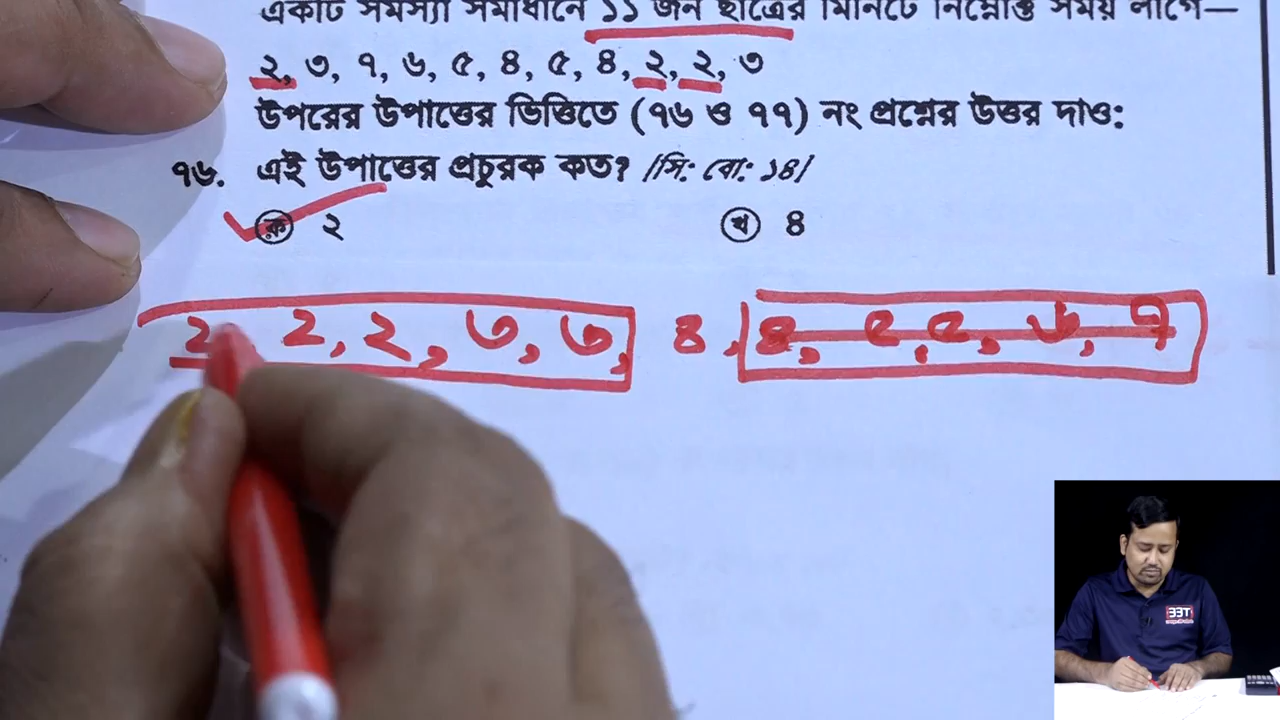 একটি সমস্যা সমাধানে ১১ জন ছাত্রের মিনিটে নিম্নোক্ত সময় লাগে—
২, ৩, ৭, ৬, ৫, ৪, ৫, ৪, ২, ২, ৩
উপরের উপাত্তের ভিত্তিতে (৭৬ ও ৭৭) নং প্রশ্নের উত্তর দাও:
৭৬. এই উপাত্তের প্রচুরক কত? [সি: বো: ১৪]
ক ২ খ ৪
২ ২, ২, ৩, ৩, ৪, ৪, ৫, ৫, ৬, ৭